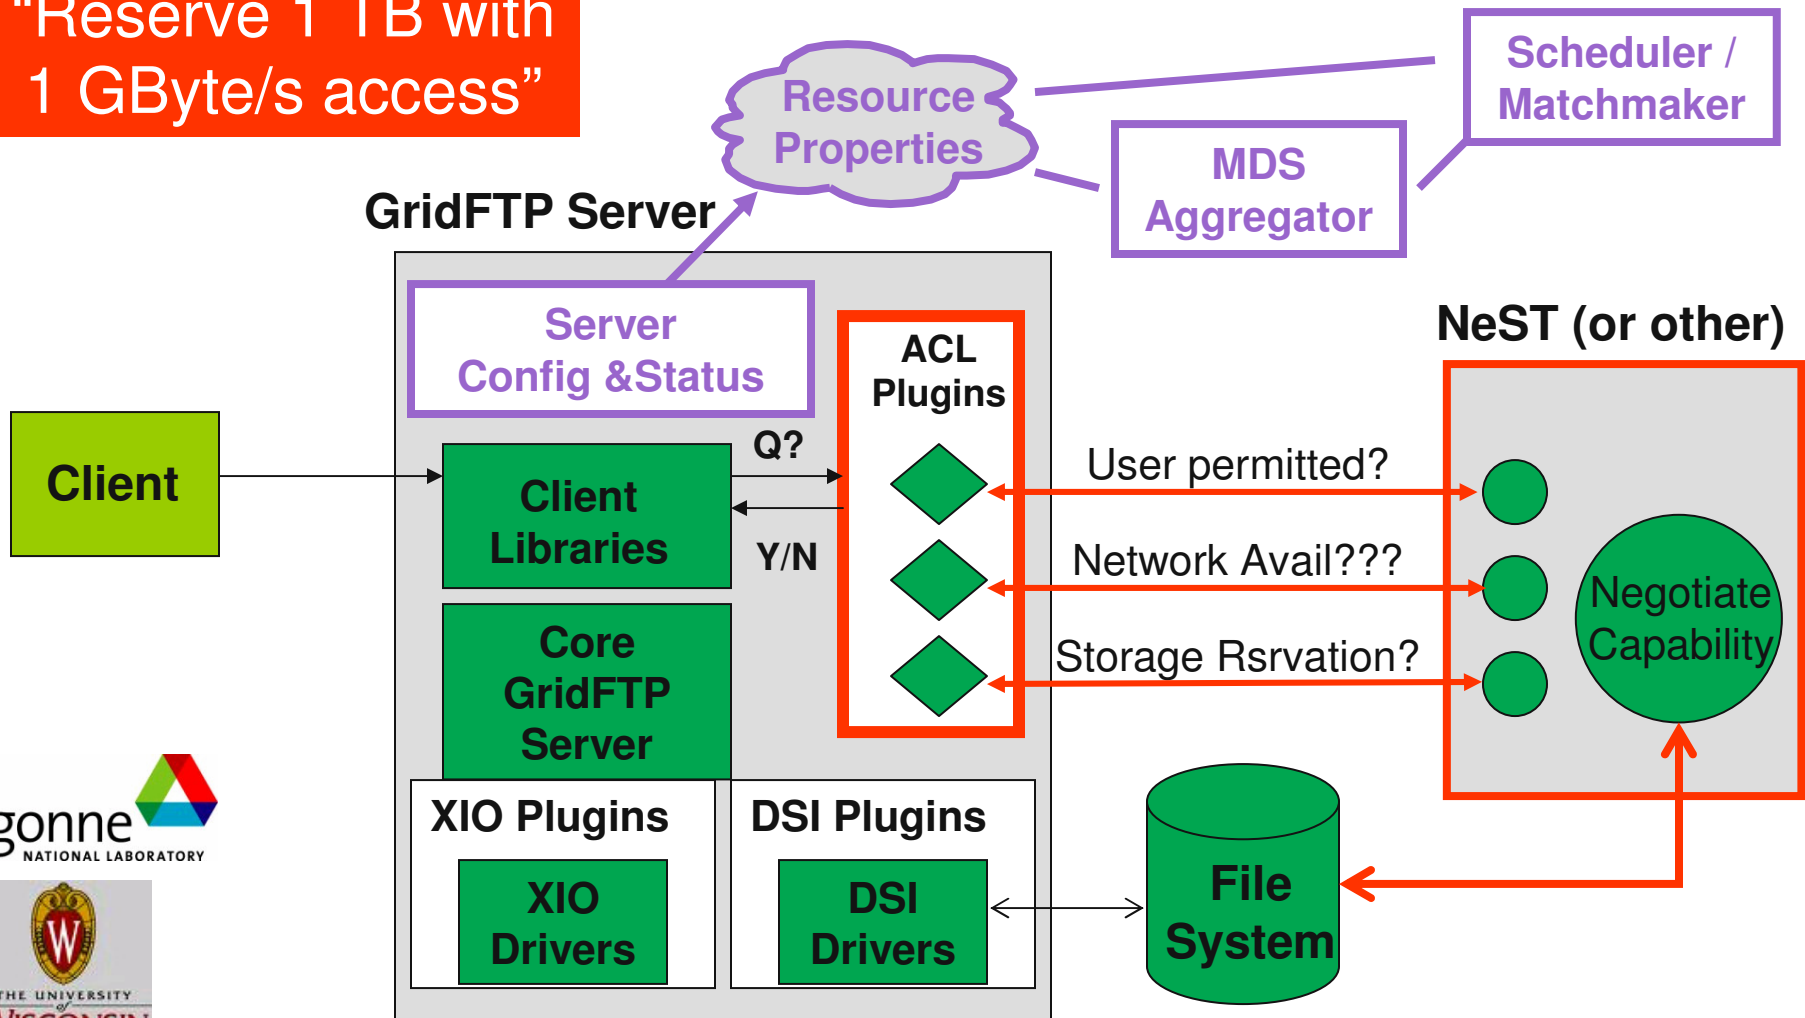 “Reserve 1 TB with
1 GByte/s access”
Resource
Properties
Scheduler /
Matchmaker
MDS
Aggregator
GridFTP Server
Server
Config &Status
ACL
Plugins
NeST (or other)
Client
Client
Libraries
Q?
Y/N
User permitted?
Network Avail???
Storage Rsrvation?
Negotiate
Capability
Core
GridFTP
Server
XIO Plugins
DSI Plugins
XIO
Drivers
DSI
Drivers
File
System
gonne
NATIONAL LABORATORY
W
THE UNIVERSITY
of
WISCONSIN